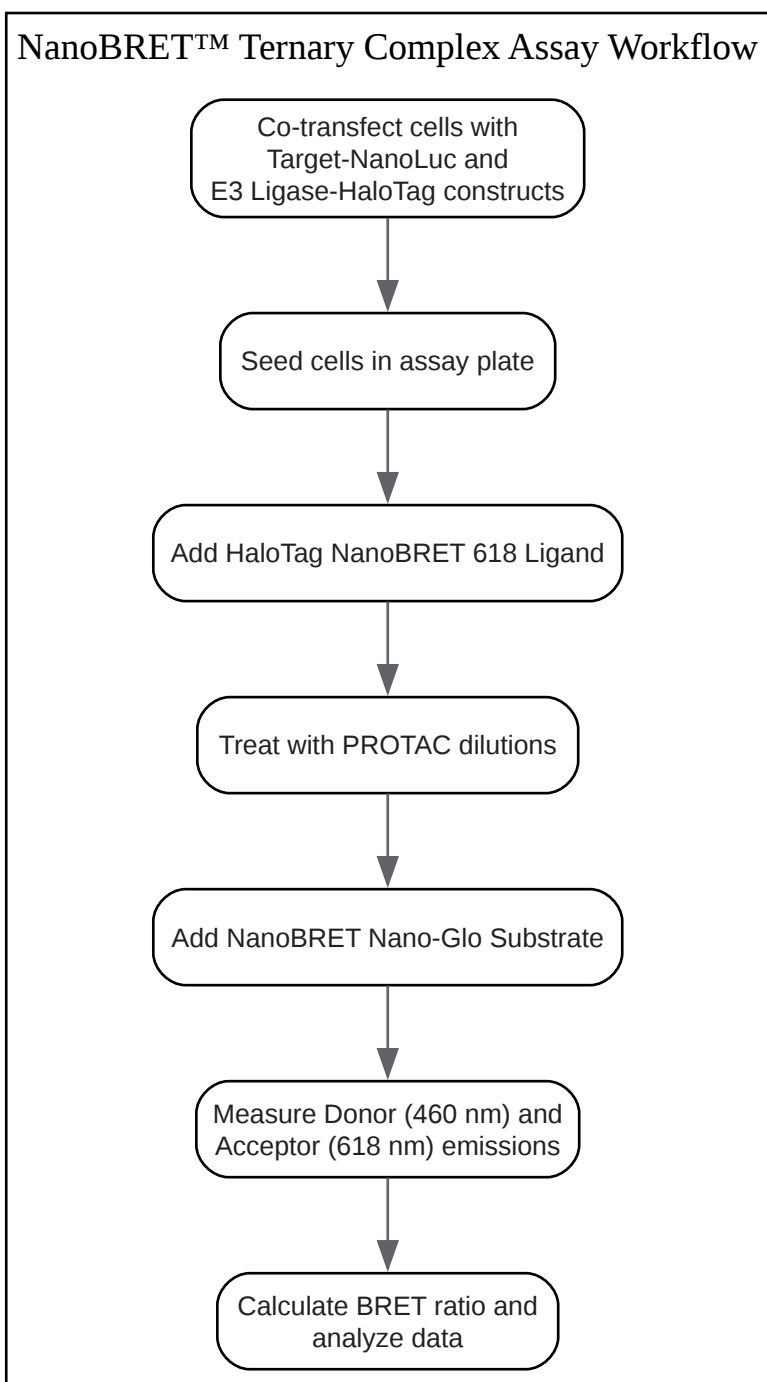 NanoBRET™ Ternary Complex Assay Workflow
Co-transfect cells with
Target-NanoLuc and
E3 Ligase-HaloTag constructs
Seed cells in assay plate
Add HaloTag NanoBRET 618 Ligand
Treat with PROTAC dilutions
Add NanoBRET Nano-Glo Substrate
Measure Donor (460 nm) and
Acceptor (618 nm) emissions
Calculate BRET ratio and
analyze data